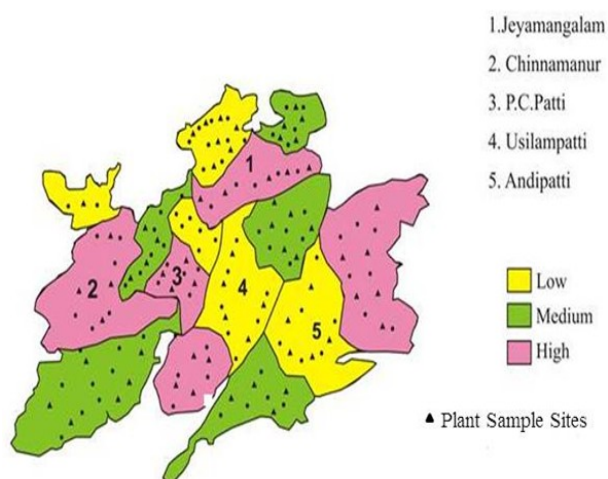 1.Jeyamangalam
2. Chinnamanur
3. P.C.Patti
4. Usilampatti
5. Andipatti
1
2
3
4
5
Low
Medium
High
Plant Sample Sites